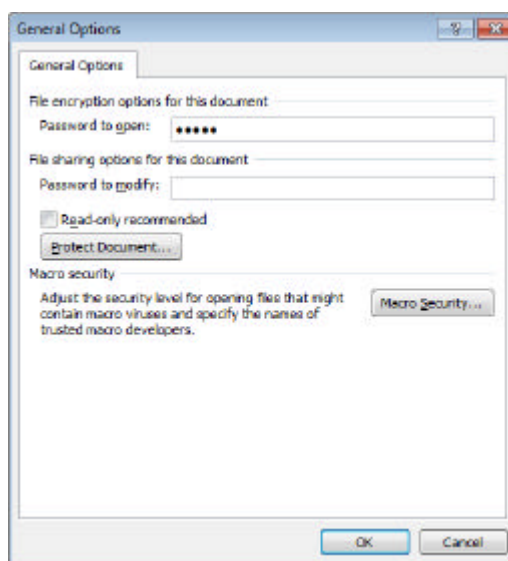 General Options
General Options
File encryption options for this document
Password to open: •••••
File sharing options for this document
Password to modify:
Read-only recommended
Protect Document...
Macro security
Adjust the security level for opening files that might
contain macro viruses and specify the names of
trusted macro developers.
Macro Security...
OK
Cancel